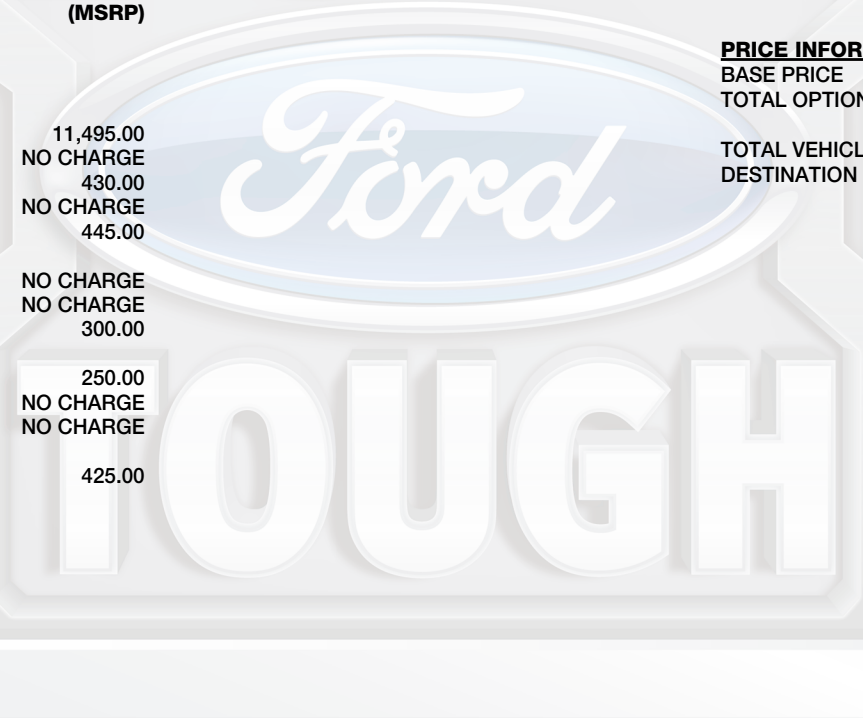 (MSRP)
11,495.00
NO CHARGE
430.00
NO CHARGE
445.00
NO CHARGE
NO CHARGE
300.00
250.00
NO CHARGE
NO CHARGE
425.00
PRICE INFOR
BASE PRICE
TOTAL OPTION
TOTAL VEHICL
DESTINATION
Ford
TOUGH